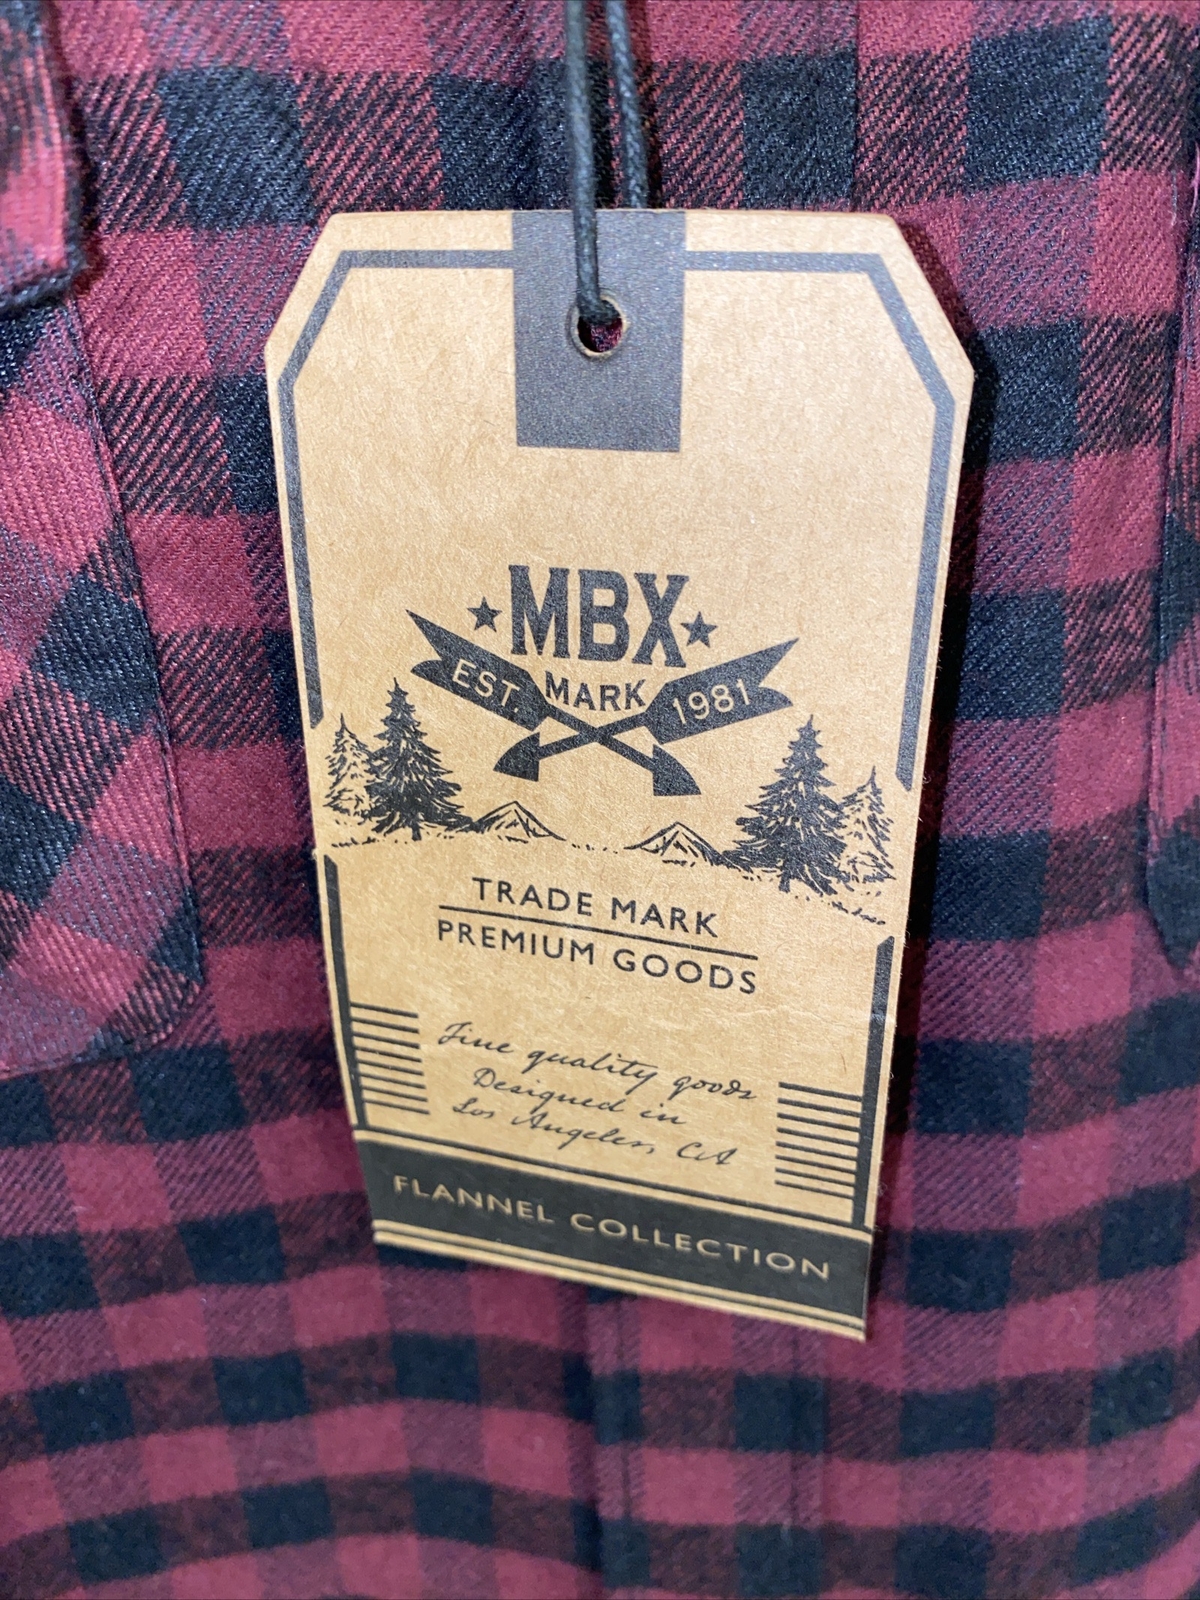 MBX
EST. MARK 1981
TRADE MARK
PREMIUM GOODS
Fine quality goods
Designed in
Los Angeles, CA
FLANNEL COLLECTION